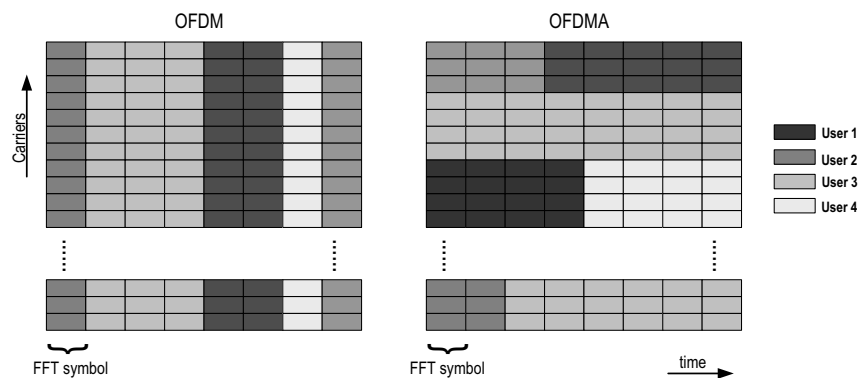 OFDM
OFDMA
Carriers
User 1
User 2
User 3
User 4
FFT symbol
FFT symbol
time